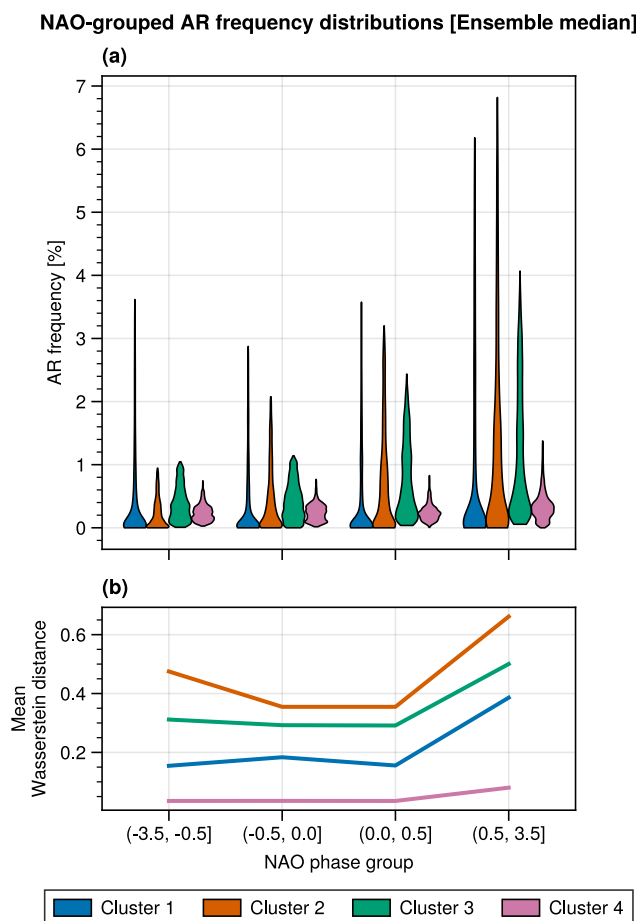 NAO-grouped AR frequency distributions [Ensemble median]
(a)
7
6
5
4
3
2
1
0
AR frequency [%]
(b)
0.6
0.4
0.2
Mean
Wasserstein distance
(-3.5, -0.5]
(-0.5, 0.0]
(0.0, 0.5]
(0.5, 3.5]
NAO phase group
Cluster 1
Cluster 2
Cluster 3
Cluster 4